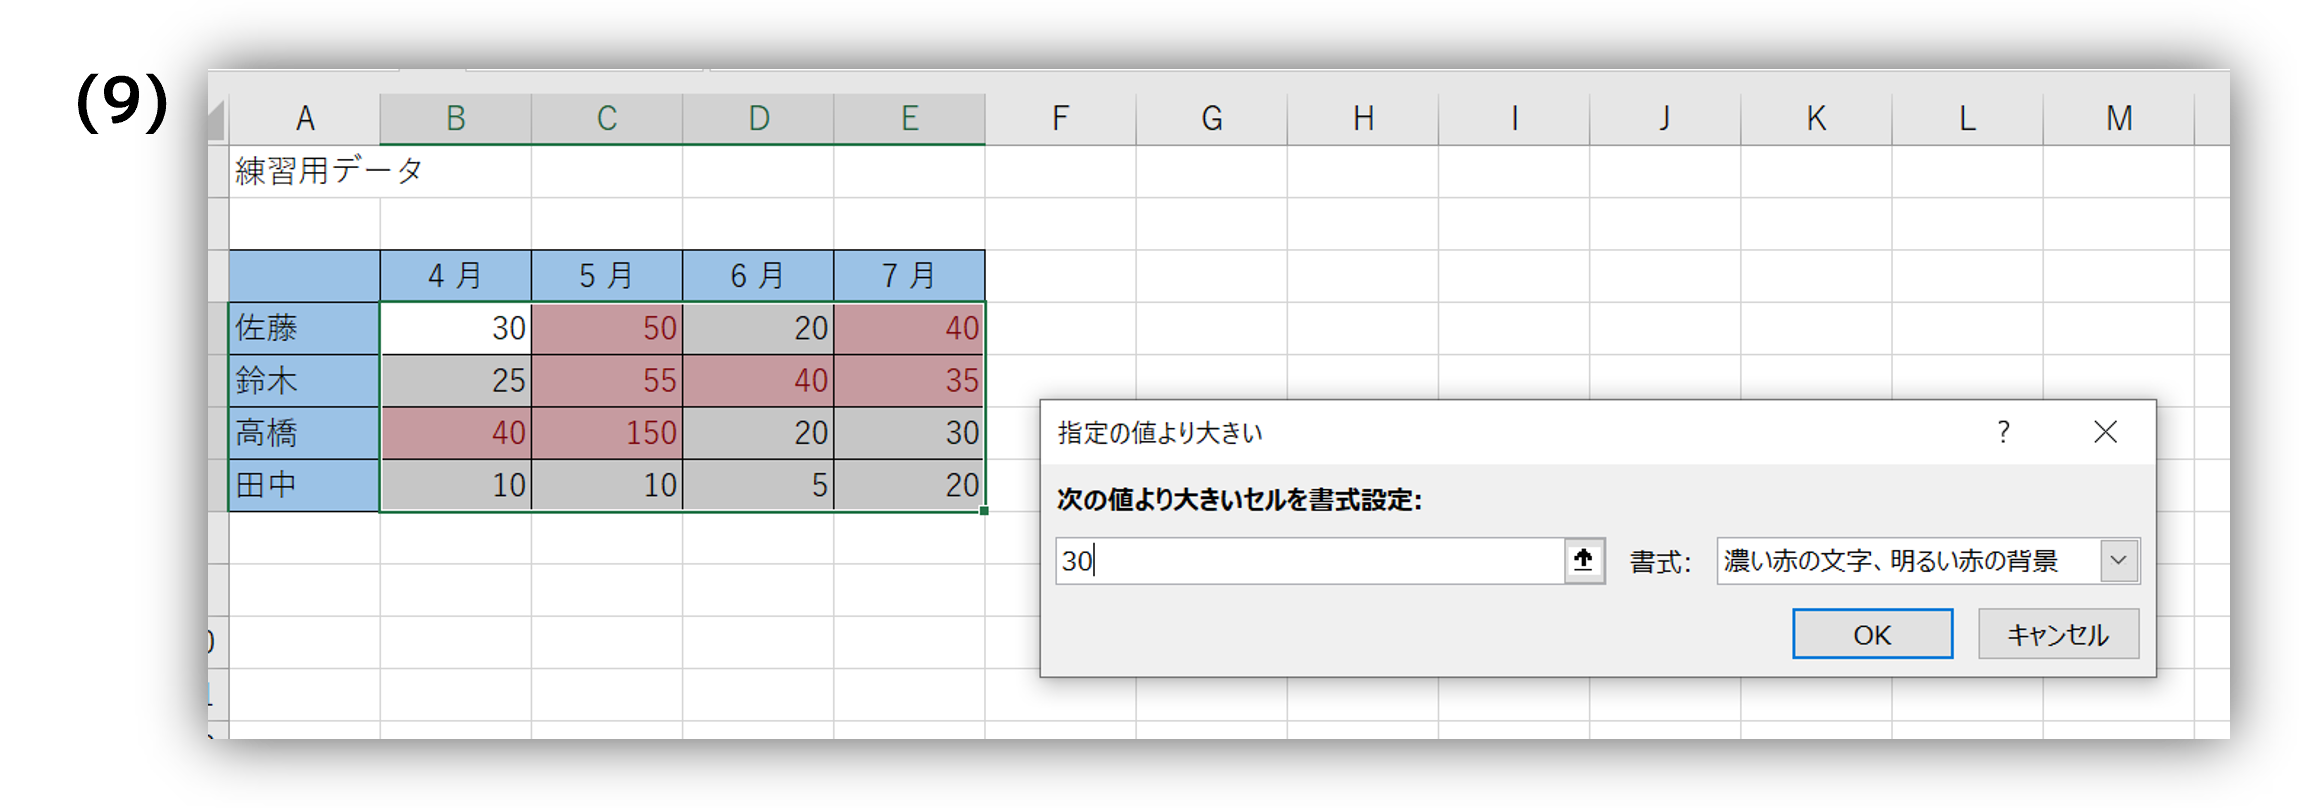 (9)
A B C D E F G H I J K L M
練習用データ
4月 5月 6月 7月
佐藤 30 50 20 40
鈴木 25 55 40 35
高橋 40 150 20 30
田中 10 10 5 20
指定の値より大きい ? ×
次の値より大きいセルを書式設定:
30 書式: 濃い赤の文字、明るい赤の背景
OK キャンセル